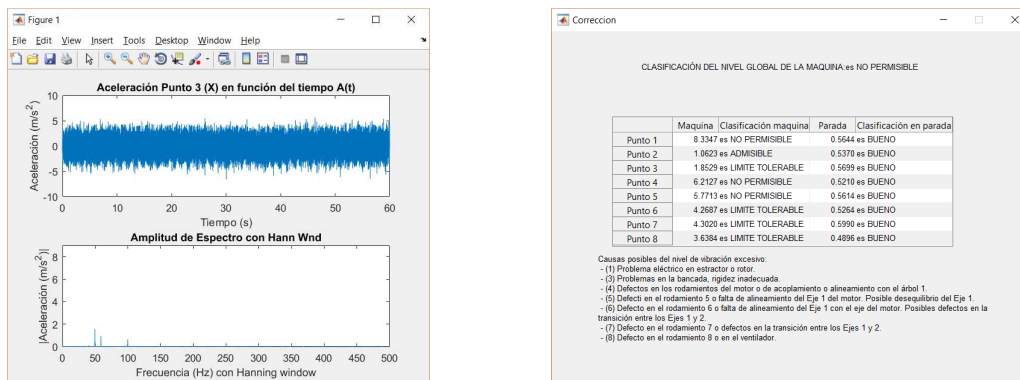 Figure 1
File Edit View Insert Tools Desktop Window Help
Aceleración Punto 3 (X) en función del tiempo A(t)
10
5
0
-5
-10
Aceleración (m/s²)
0 10 20 30 40 50 60
Tiempo (s)
Amplitud de Espectro con Hann Wnd
8
6
4
2
0
|Aceleración (m/s²)|
0 50 100 150 200 250 300 350 400 450 500
Frecuencia (Hz) con Hanning window
Correccion
CLASIFICACIÓN DEL NIVEL GLOBAL DE LA MAQUINA:es NO PERMISIBLE
Maquina Clasificación maquina Parada Clasificación en parada
Punto 1 8.3347 es NO PERMISIBLE 0.5644 es BUENO
Punto 2 1.0623 es ADMISIBLE 0.5370 es BUENO
Punto 3 1.8529 es LIMITE TOLERABLE 0.5699 es BUENO
Punto 4 6.2127 es NO PERMISIBLE 0.5210 es BUENO
Punto 5 5.7713 es NO PERMISIBLE 0.5614 es BUENO
Punto 6 4.2687 es LIMITE TOLERABLE 0.5264 es BUENO
Punto 7 4.3020 es LIMITE TOLERABLE 0.5990 es BUENO
Punto 8 3.6384 es LIMITE TOLERABLE 0.4896 es BUENO
Causas posibles del nivel de vibración excesivo:
- (1) Problema eléctrico en estractor o rotor.
- (3) Problemas en la bancada, rigidez inadecuada.
- (4) Defectos en los rodamientos del motor o de acoplamiento o alineamiento con el árbol 1.
- (5) Defecti en el rodamiento 5 o falta de alineamiento del Eje 1 del motor. Posible desequilibrio del Eje 1.
- (6) Defecto en el rodamiento 6 o falta de alineamiento del Eje 1 con el eje del motor. Posibles defectos en la
transición entre los Ejes 1 y 2.
- (7) Defecto en el rodamiento 7 o defectos en la transición entre los Ejes 1 y 2.
- (8) Defecto en el rodamiento 8 o en el ventilador.